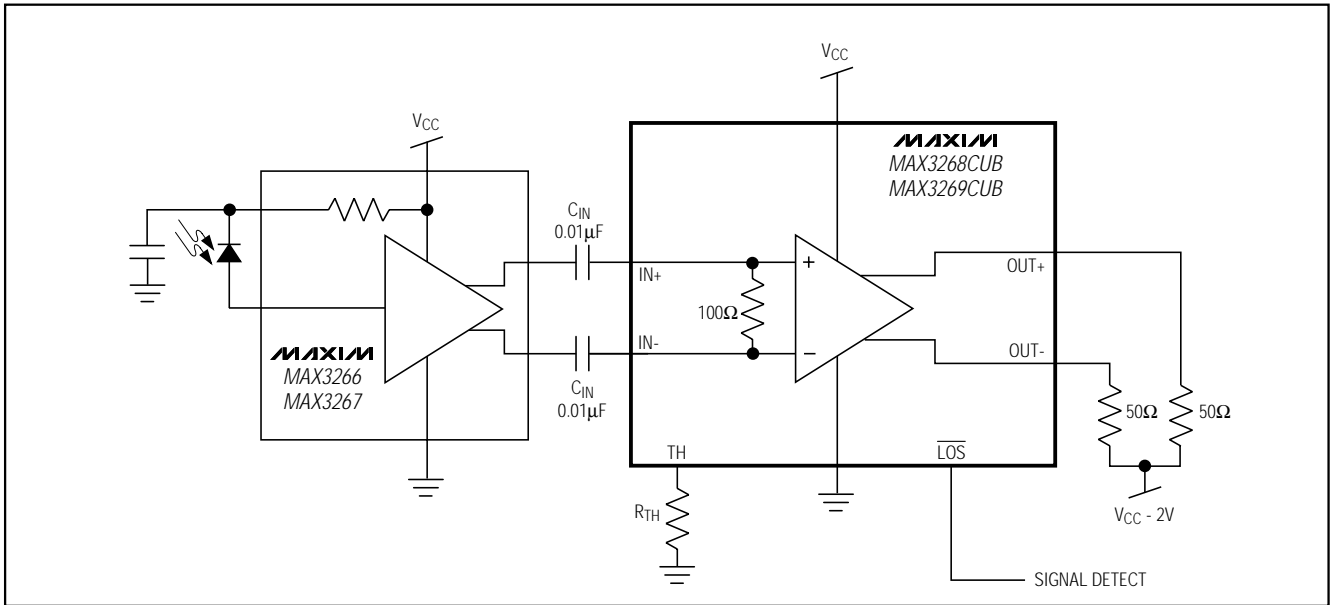 VCC
VCC
MAXIM
MAX3268CUB
MAX3269CUB
CIN
0.01µF
IN+
+
OUT+
100Ω
IN-
−
OUT-
MAXIM
MAX3266
MAX3267
CIN
0.01µF
50Ω
50Ω
TH
LOS
RTH
VCC - 2V
SIGNAL DETECT